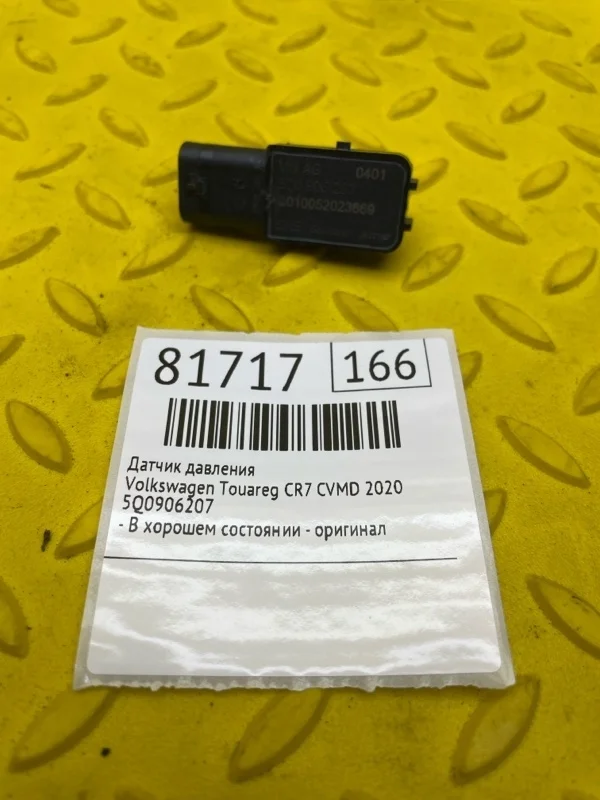 0401
81717 166
Датчик давления
Volkswagen Touareg CR7 CVMD 2020
5Q0906207
- В хорошем состоянии - оригинал